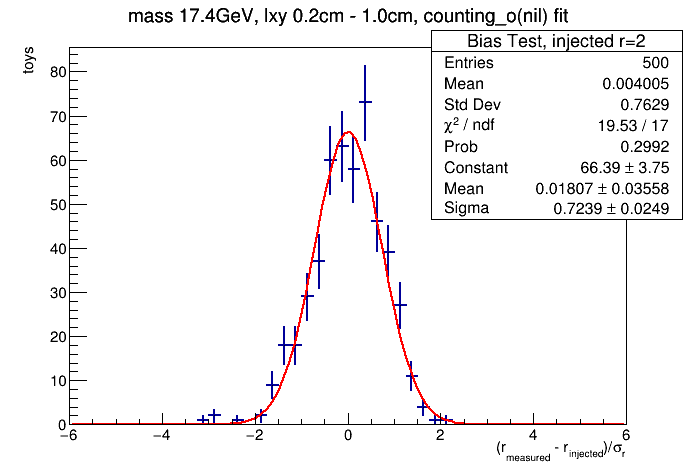 mass 17.4GeV, lxy 0.2cm - 1.0cm, counting_o(nil) fit
Bias Test, injected r=2
Entries 500
Mean 0.004005
Std Dev 0.7629
χ² / ndf 19.53 / 17
Prob 0.2992
Constant 66.39 ± 3.75
Mean 0.01807 ± 0.03558
Sigma 0.7239 ± 0.0249
toys
80
70
60
50
40
30
20
10
0
−6 −4 −2 0 2 4 6
(r_measured - r_injected)/σ_r